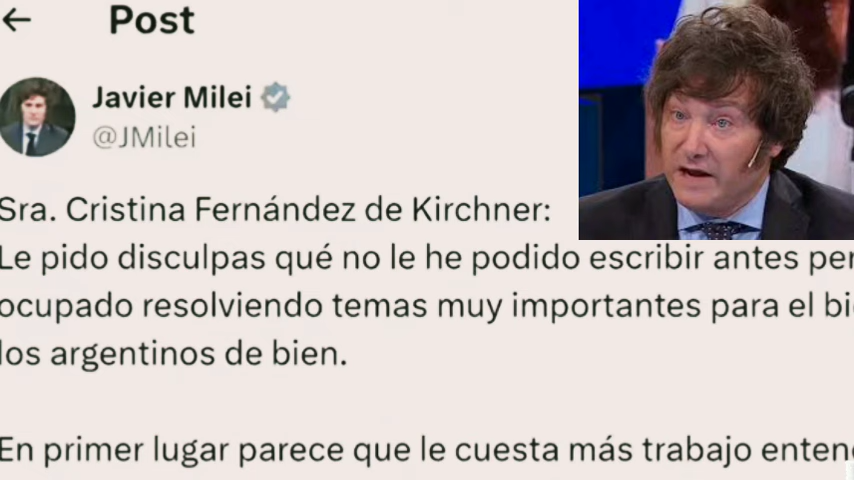 Post
Javier Milei
@JMilei
Sra. Cristina Fernández de Kirchner:
Le pido disculpas qué no le he podido escribir antes
ocupado resolviendo temas muy importantes para el
los argentinos de bien.
En primer lugar parece que le cuesta más trabajo